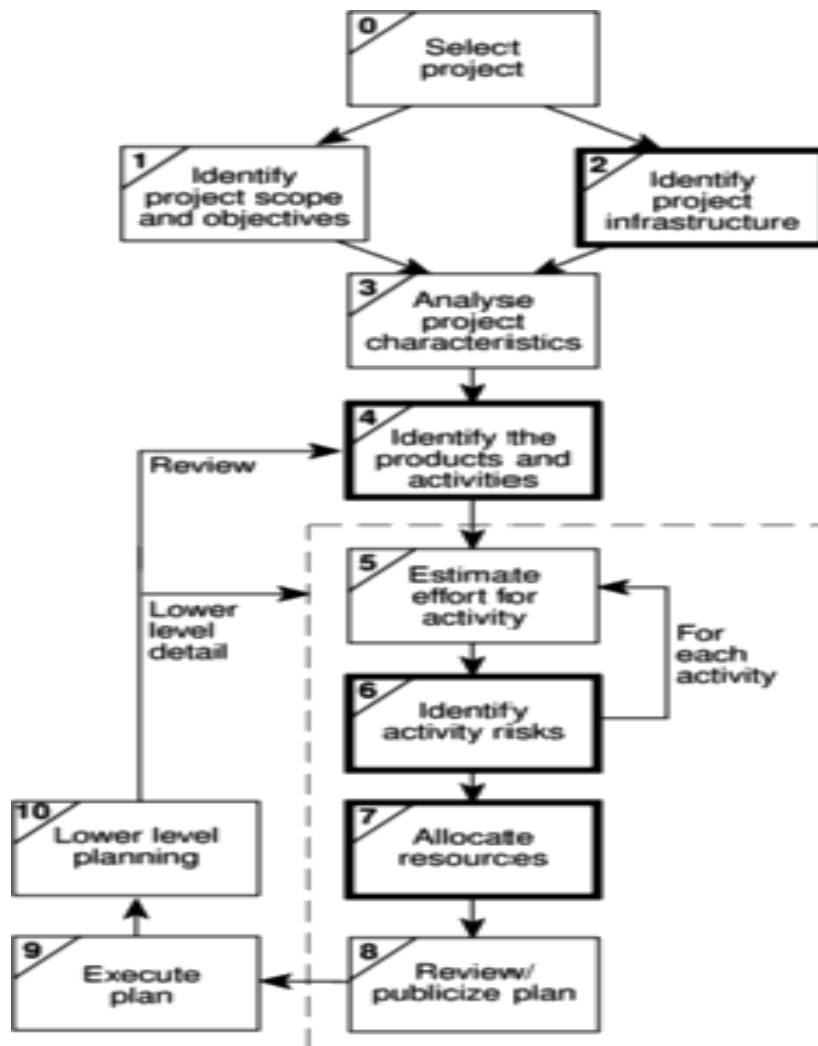 0
Select
project
1
Identify
project scope
and objectives
2
Identify
project
infrastructure
3
Analyse
project
characteristics
4
Identify the
products and
activities
Review
5
Estimate
effort for
activity
Lower
level
detail
For
each
activity
6
Identify
activity risks
7
Allocate
resources
10
Lower level
planning
9
Execute
plan
8
Review/
publicize plan